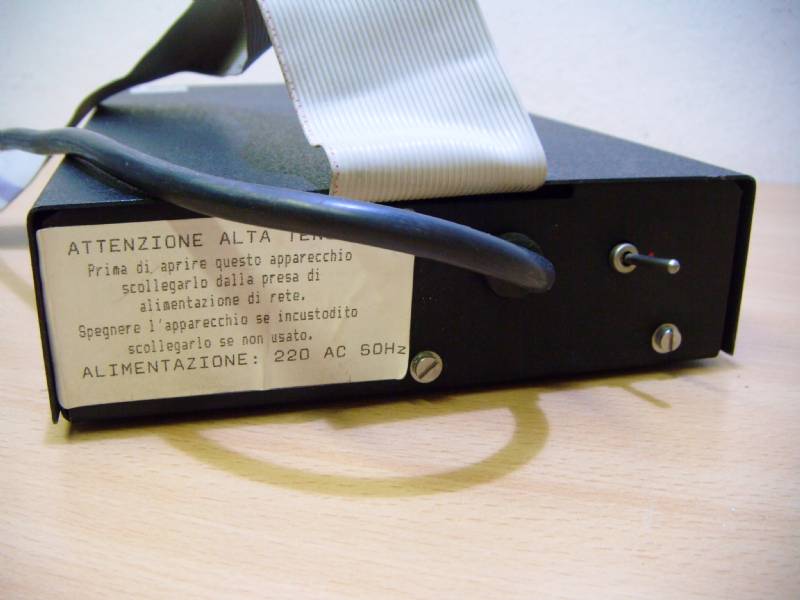 ATTENZIONE ALTA
Prima di aprire questo apparecchio
scollegarlo dalla presa di
alimentazione di rete.
Spegnere l'apparecchio se incustodito
scollegarlo se non usato.
ALIMENTAZIONE: 220 AC 50Hz